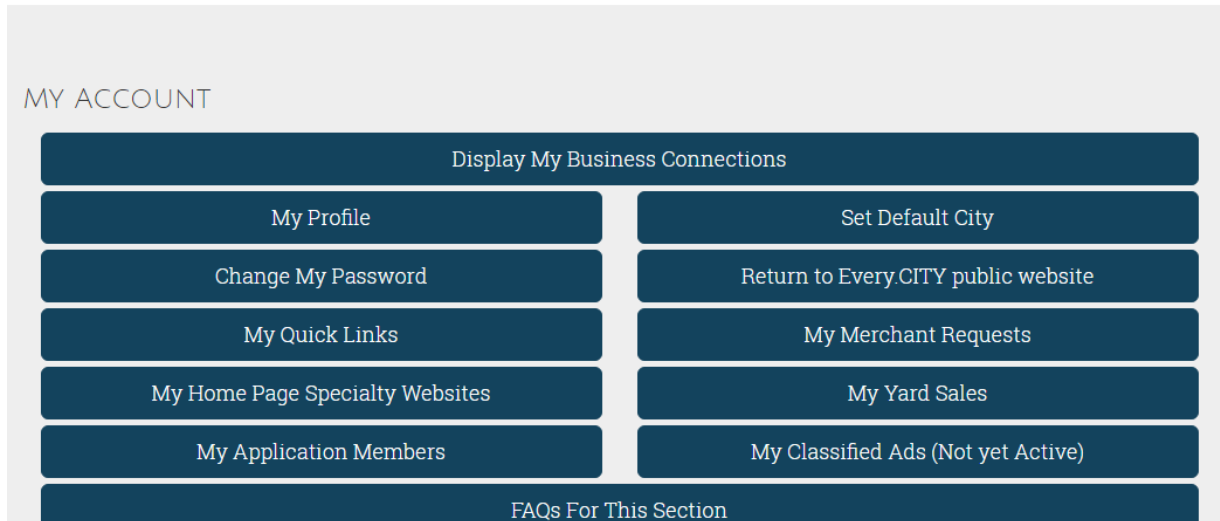 My Account
Display My Business Connections
My Profile
Set Default City
Change My Password
Return to Every.CITY public website
My Quick Links
My Merchant Requests
My Home Page Specialty Websites
My Yard Sales
My Application Members
My Classified Ads (Not yet Active)
FAQs For This Section